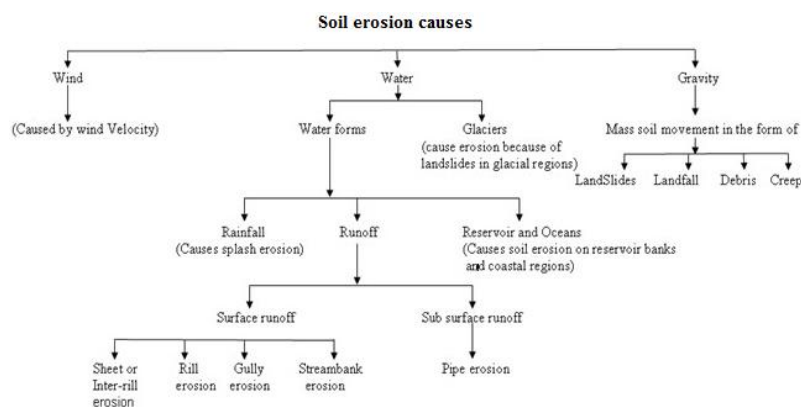 Soil erosion causes
Wind
Water
Gravity
(Caused by wind Velocity)
Water forms
Glaciers
(cause erosion because of
landslides in glacial regions)
Mass soil movement in the form of
LandSlides
Landfall
Debris
Creep
Rainfall
(Causes splash erosion)
Runoff
Reservoir and Oceans
(Causes soil erosion on reservoir banks
and coastal regions)
Surface runoff
Sub surface runoff
Sheet or
Inter-rill
erosion
Rill
erosion
Gully
erosion
Streambank
erosion
Pipe erosion